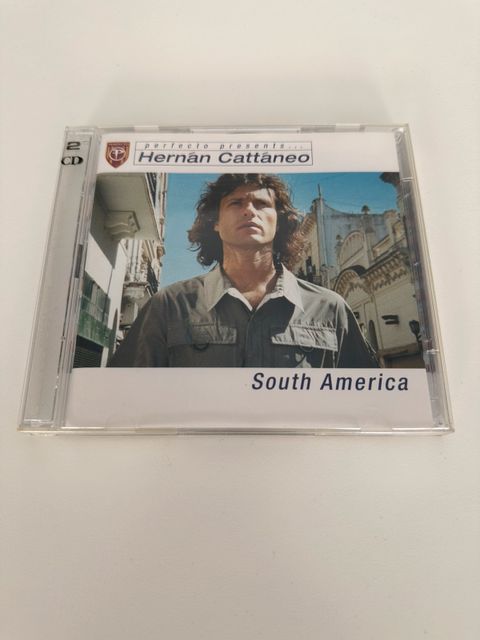 2
CD
perfecto presents...
Hernán Cattáneo
South America